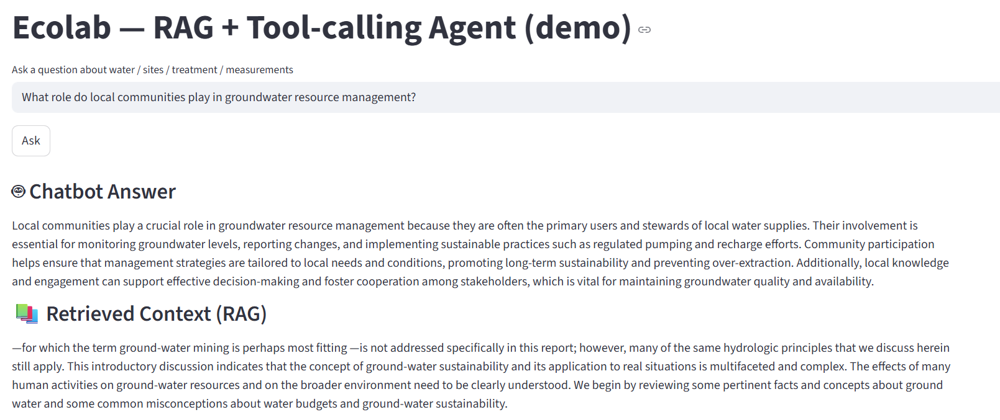 Ecolab — RAG + Tool-calling Agent (demo)
Ask a question about water / sites / treatment / measurements
What role do local communities play in groundwater resource management?
Ask
Chatbot Answer
Local communities play a crucial role in groundwater resource management because they are often the primary users and stewards of local water supplies. Their involvement is
essential for monitoring groundwater levels, reporting changes, and implementing sustainable practices such as regulated pumping and recharge efforts. Community participation
helps ensure that management strategies are tailored to local needs and conditions, promoting long-term sustainability and preventing over-extraction. Additionally, local knowledge
and engagement can support effective decision-making and foster cooperation among stakeholders, which is vital for maintaining groundwater quality and availability.
Retrieved Context (RAG)
—for which the term ground-water mining is perhaps most fitting —is not addressed specifically in this report; however, many of the same hydrologic principles that we discuss herein
still apply. This introductory discussion indicates that the concept of ground-water sustainability and its application to real situations is multifaceted and complex. The effects of many
human activities on ground-water resources and on the broader environment need to be clearly understood. We begin by reviewing some pertinent facts and concepts about ground
water and some common misconceptions about water budgets and ground-water sustainability.